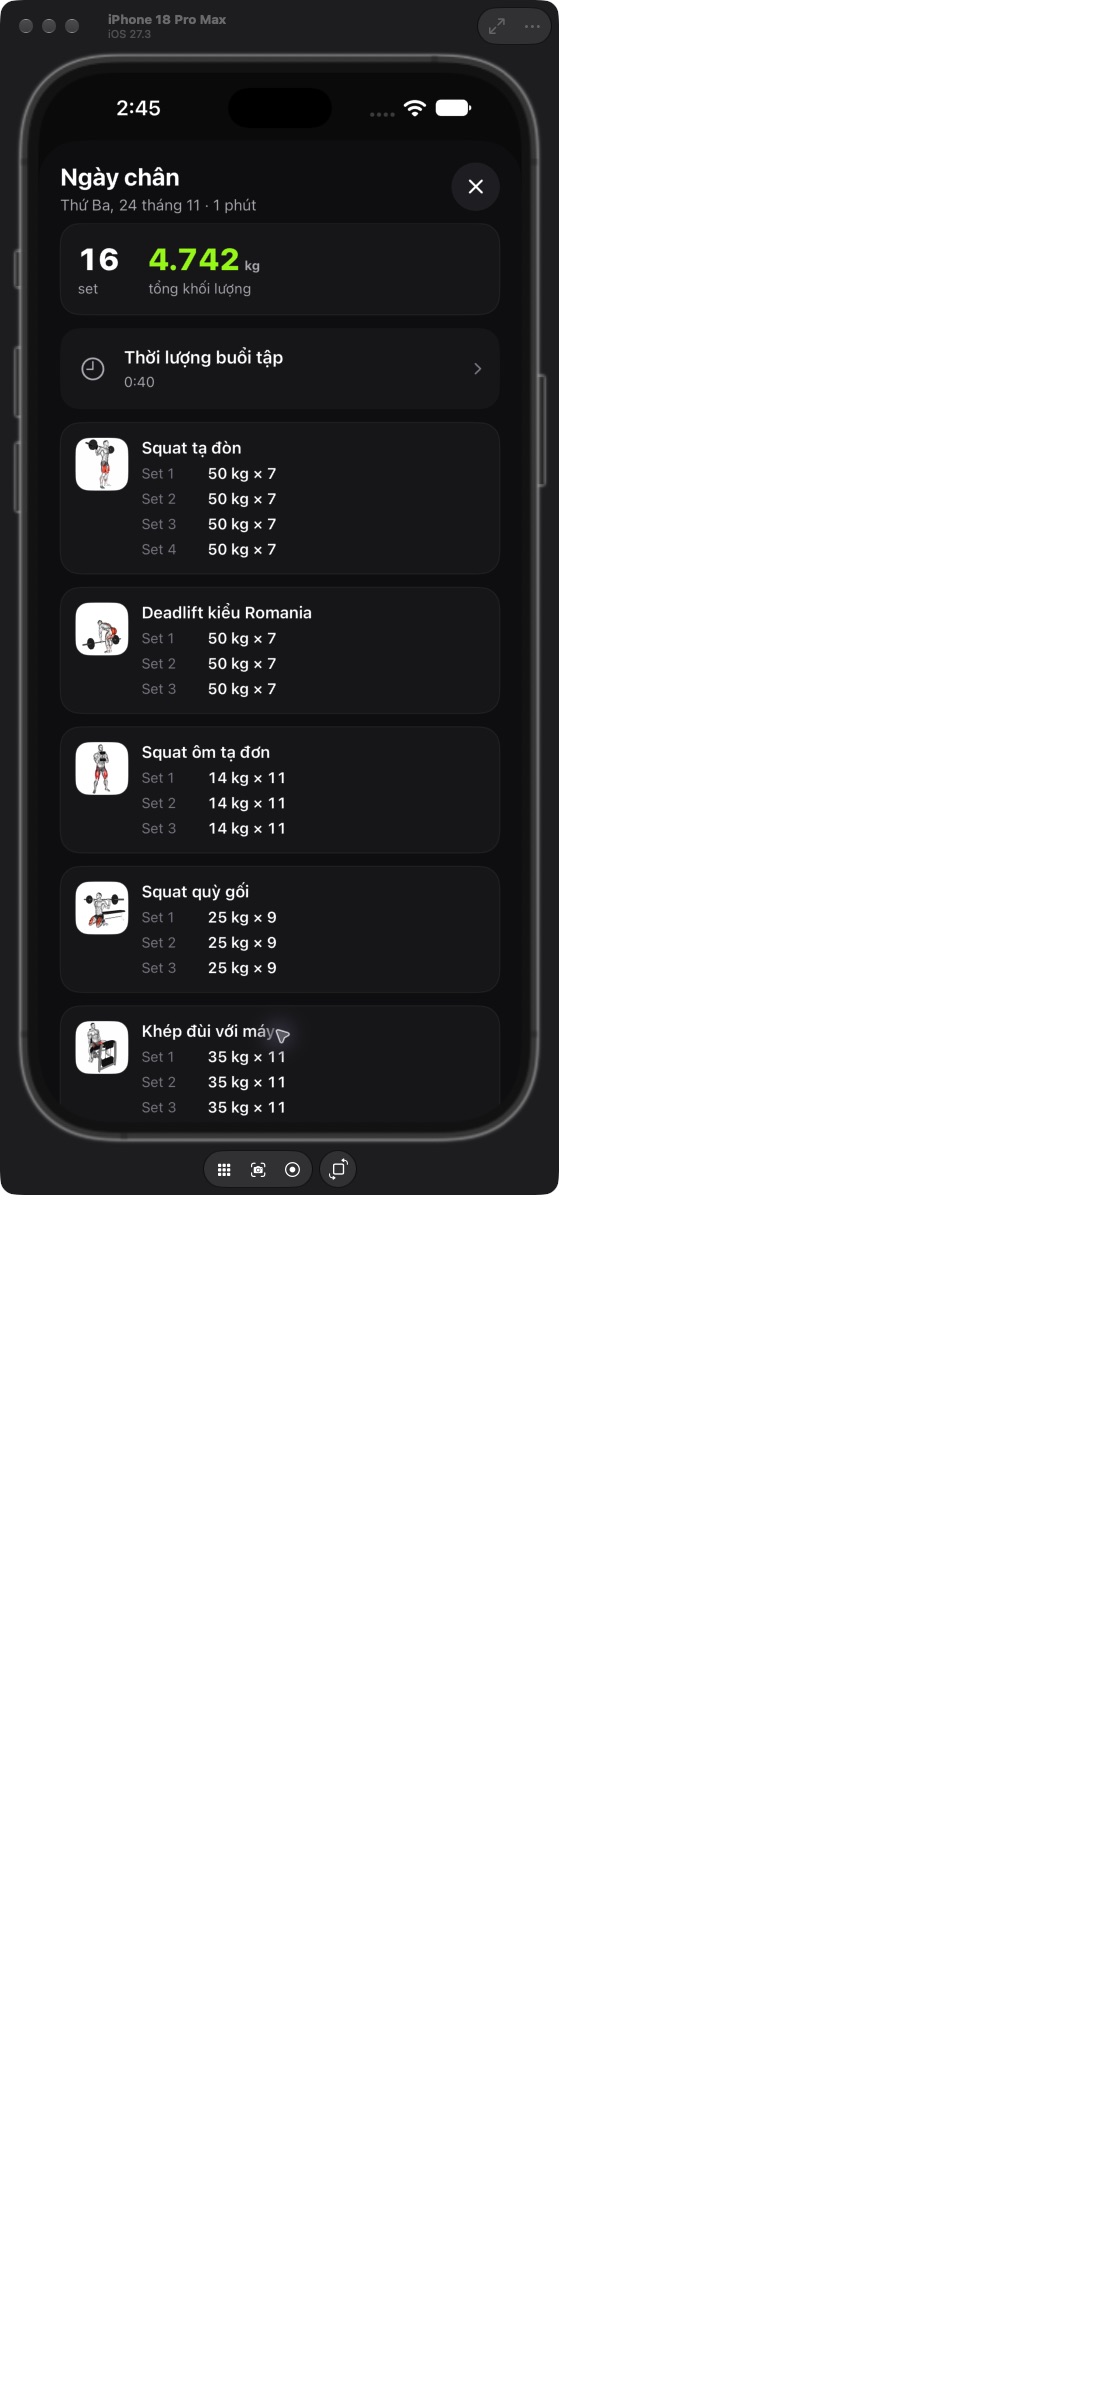 iPhone 18 Pro Max
iOS 27.3
2:45
Ngày chân
Thứ Ba, 24 tháng 11 · 1 phút
16
set
4.742 kg
tổng khối lượng
Thời lượng buổi tập
0:40
Squat tạ đòn
Set 1 50 kg × 7
Set 2 50 kg × 7
Set 3 50 kg × 7
Set 4 50 kg × 7
Deadlift kiểu Romania
Set 1 50 kg × 7
Set 2 50 kg × 7
Set 3 50 kg × 7
Squat ôm tạ đơn
Set 1 14 kg × 11
Set 2 14 kg × 11
Set 3 14 kg × 11
Squat quỳ gối
Set 1 25 kg × 9
Set 2 25 kg × 9
Set 3 25 kg × 9
Khép đùi với máy
Set 1 35 kg × 11
Set 2 35 kg × 11
Set 3 35 kg × 11